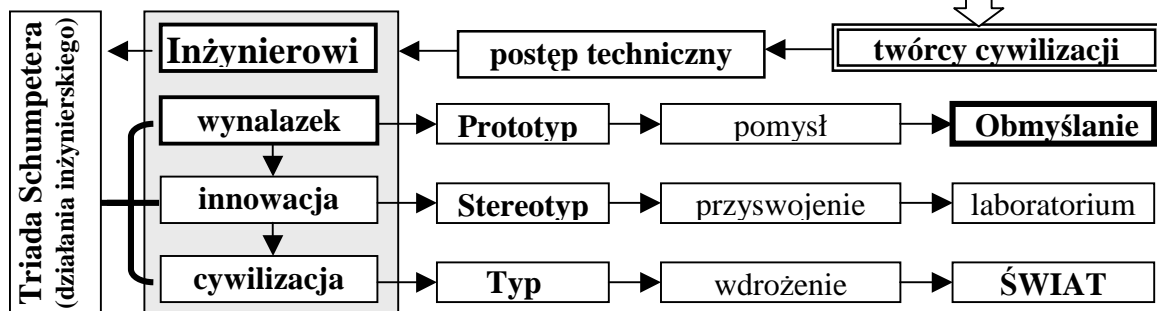 Triada Schumpetera
(działania inżynierskiego)
Inżynierowi
postęp techniczny
twórcy cywilizacji
wynalazek
Prototyp
pomysł
Obmyślanie
innowacja
Stereotyp
przyswojenie
laboratorium
cywilizacja
Typ
wdrożenie
ŚWIAT